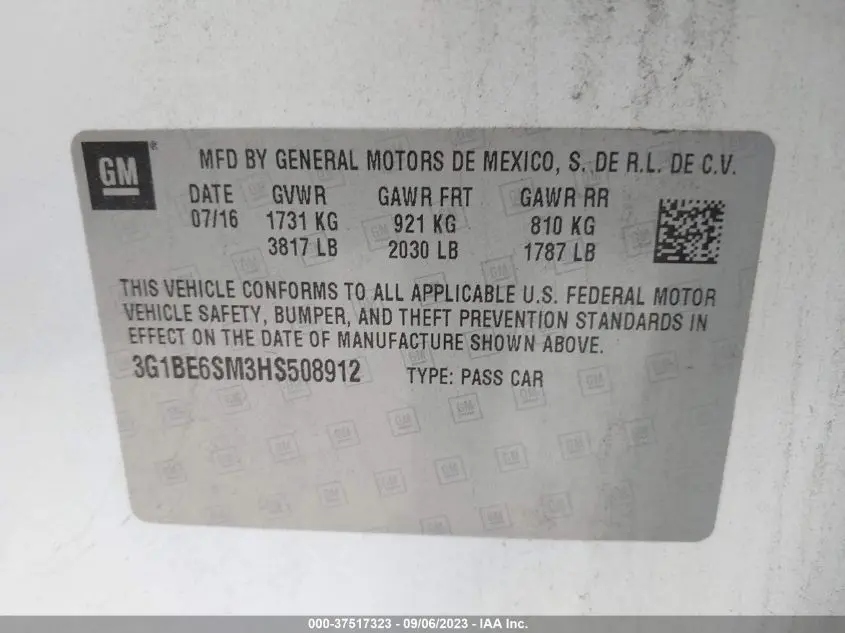 GM ® MFD BY GENERAL MOTORS DE MEXICO, S. DE R.L. DE C.V.
DATE GVWR GAWR FRT GAWR RR
07/16 1731 KG 921 KG 810 KG
3817 LB 2030 LB 1787 LB
THIS VEHICLE CONFORMS TO ALL APPLICABLE U.S. FEDERAL MOTOR
VEHICLE SAFETY, BUMPER, AND THEFT PREVENTION STANDARDS IN
EFFECT ON THE DATE OF MANUFACTURE SHOWN ABOVE.
3G1BE6SM3HS508912 TYPE: PASS CAR
000-37517323 - 09/06/2023 - © IAA Inc.